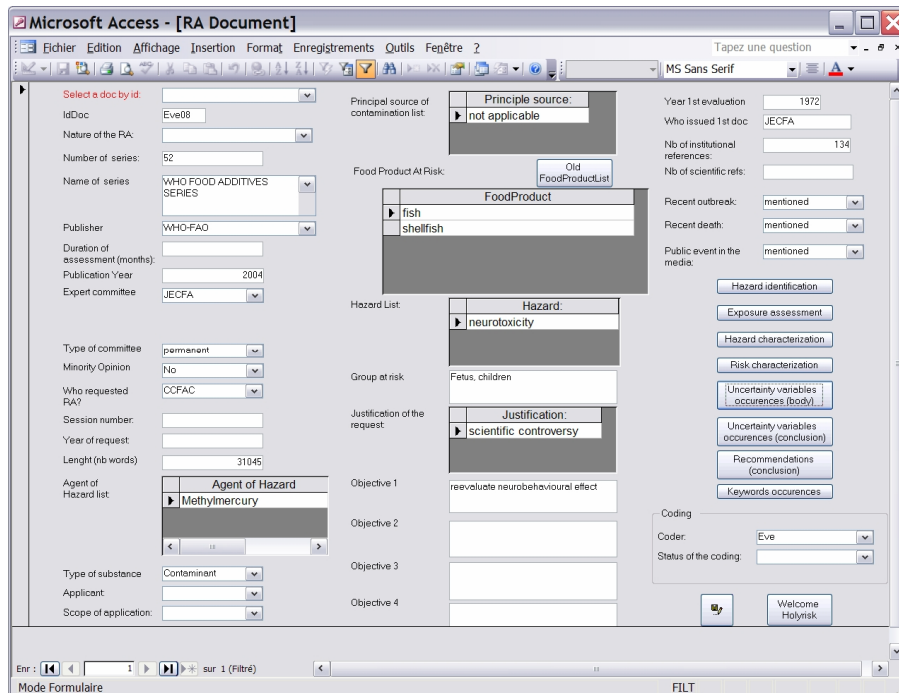 Microsoft Access - [RA Document]
Fichier Edition Affichage Insertion Format Enregistrements Outils Fenêtre ?
Tapez une question
MS Sans Serif
Select a doc by id:
IdDoc
Eve08
Nature of the RA:
Number of series:
52
Name of series
WHO FOOD ADDITIVES
SERIES
Publisher
WHO-FAO
Duration of
assessment (months):
Publication Year
2004
Expert committee
JECFA
Type of committee
permanent
Minority Opinion
No
Who requested
RA?
CCFAC
Session number:
Year of request:
Lenght (nb words)
31045
Agent of
Hazard list:
Agent of Hazard
Methylmercury
Type of substance
Contaminant
Applicant:
Scope of application:
Principal source of
contamination list:
Principle source:
not applicable
Food Product At Risk:
Old
FoodProductList
FoodProduct
fish
shellfish
Hazard List:
Hazard:
neurotoxicity
Group at risk
Fetus, children
Justification of the
request:
Justification:
scientific controversy
Objective 1
reevaluate neurobehavioural effect
Objective 2
Objective 3
Objective 4
Year 1st evaluation
1972
Who issued 1st doc
JECFA
Nb of institutional
references:
134
Nb of scientific refs:
Recent outbreak:
mentioned
Recent death:
mentioned
Public event in the
media:
mentioned
Hazard identification
Exposure assessment
Hazard characterization
Risk characterization
Uncertainty variables
occurences (body)
Uncertainty variables
occurences (conclusion)
Recommendations
(conclusion)
Keywords occurences
Coding
Coder:
Eve
Status of the coding:
Welcome
Holyrisk
Enr : 1 sur 1 (Filtré)
Mode Formulaire
FILT